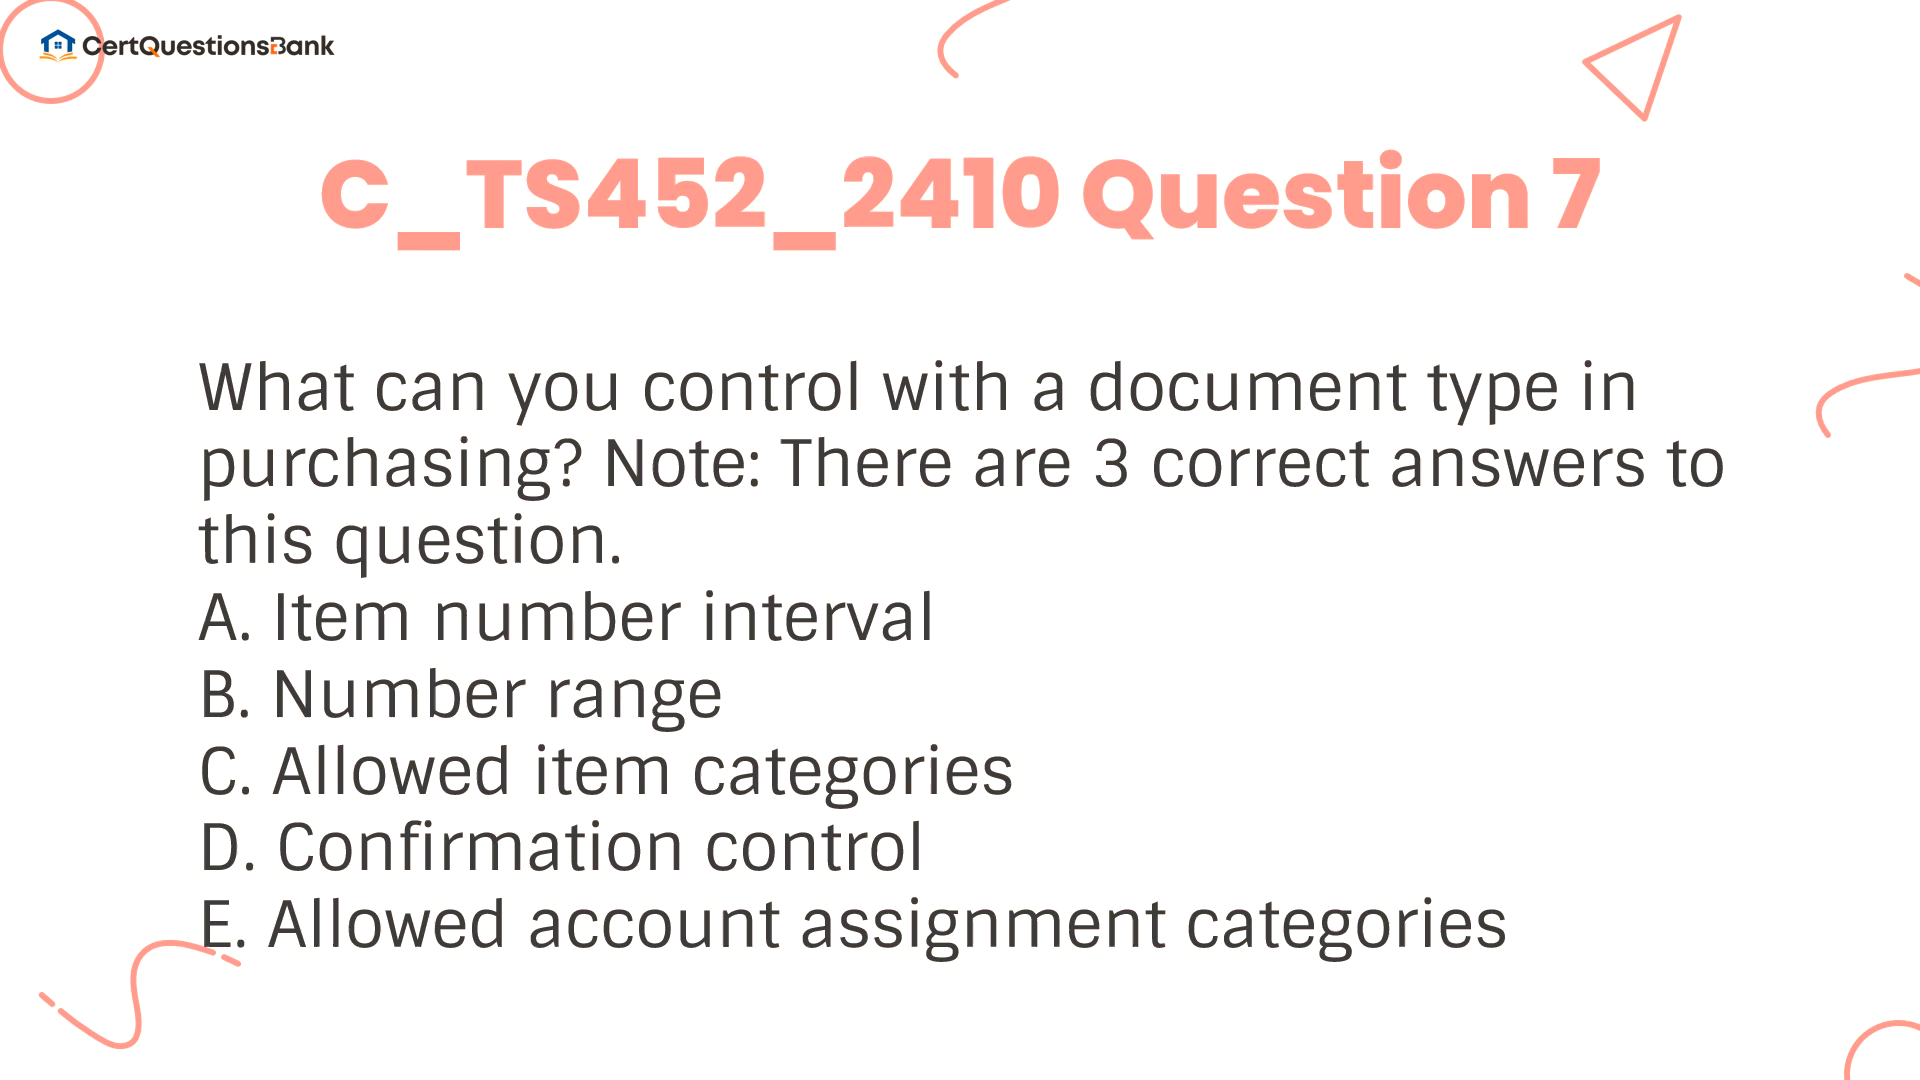 CertQuestionsBank
C_TS452_2410 Question 7
What can you control with a document type in
purchasing? Note: There are 3 correct answers to
this question.
A. Item number interval
B. Number range
C. Allowed item categories
D. Confirmation control
E. Allowed account assignment categories